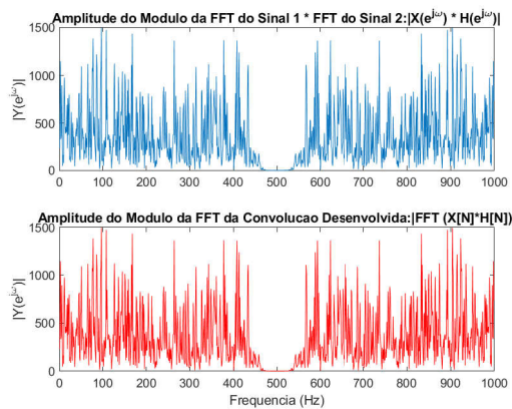 Amplitude do Modulo da FFT do Sinal 1 * FFT do Sinal 2:|X(e^jω) * H(e^jω)|
1500
1000
500
0
|Y(e^jω)|
0 100 200 300 400 500 600 700 800 900 1000
Amplitude do Modulo da FFT da Convolucao Desenvolvida:|FFT (X[N]*H[N])
1500
1000
500
0
|Y(e^jω)|
0 100 200 300 400 500 600 700 800 900 1000
Frequencia (Hz)